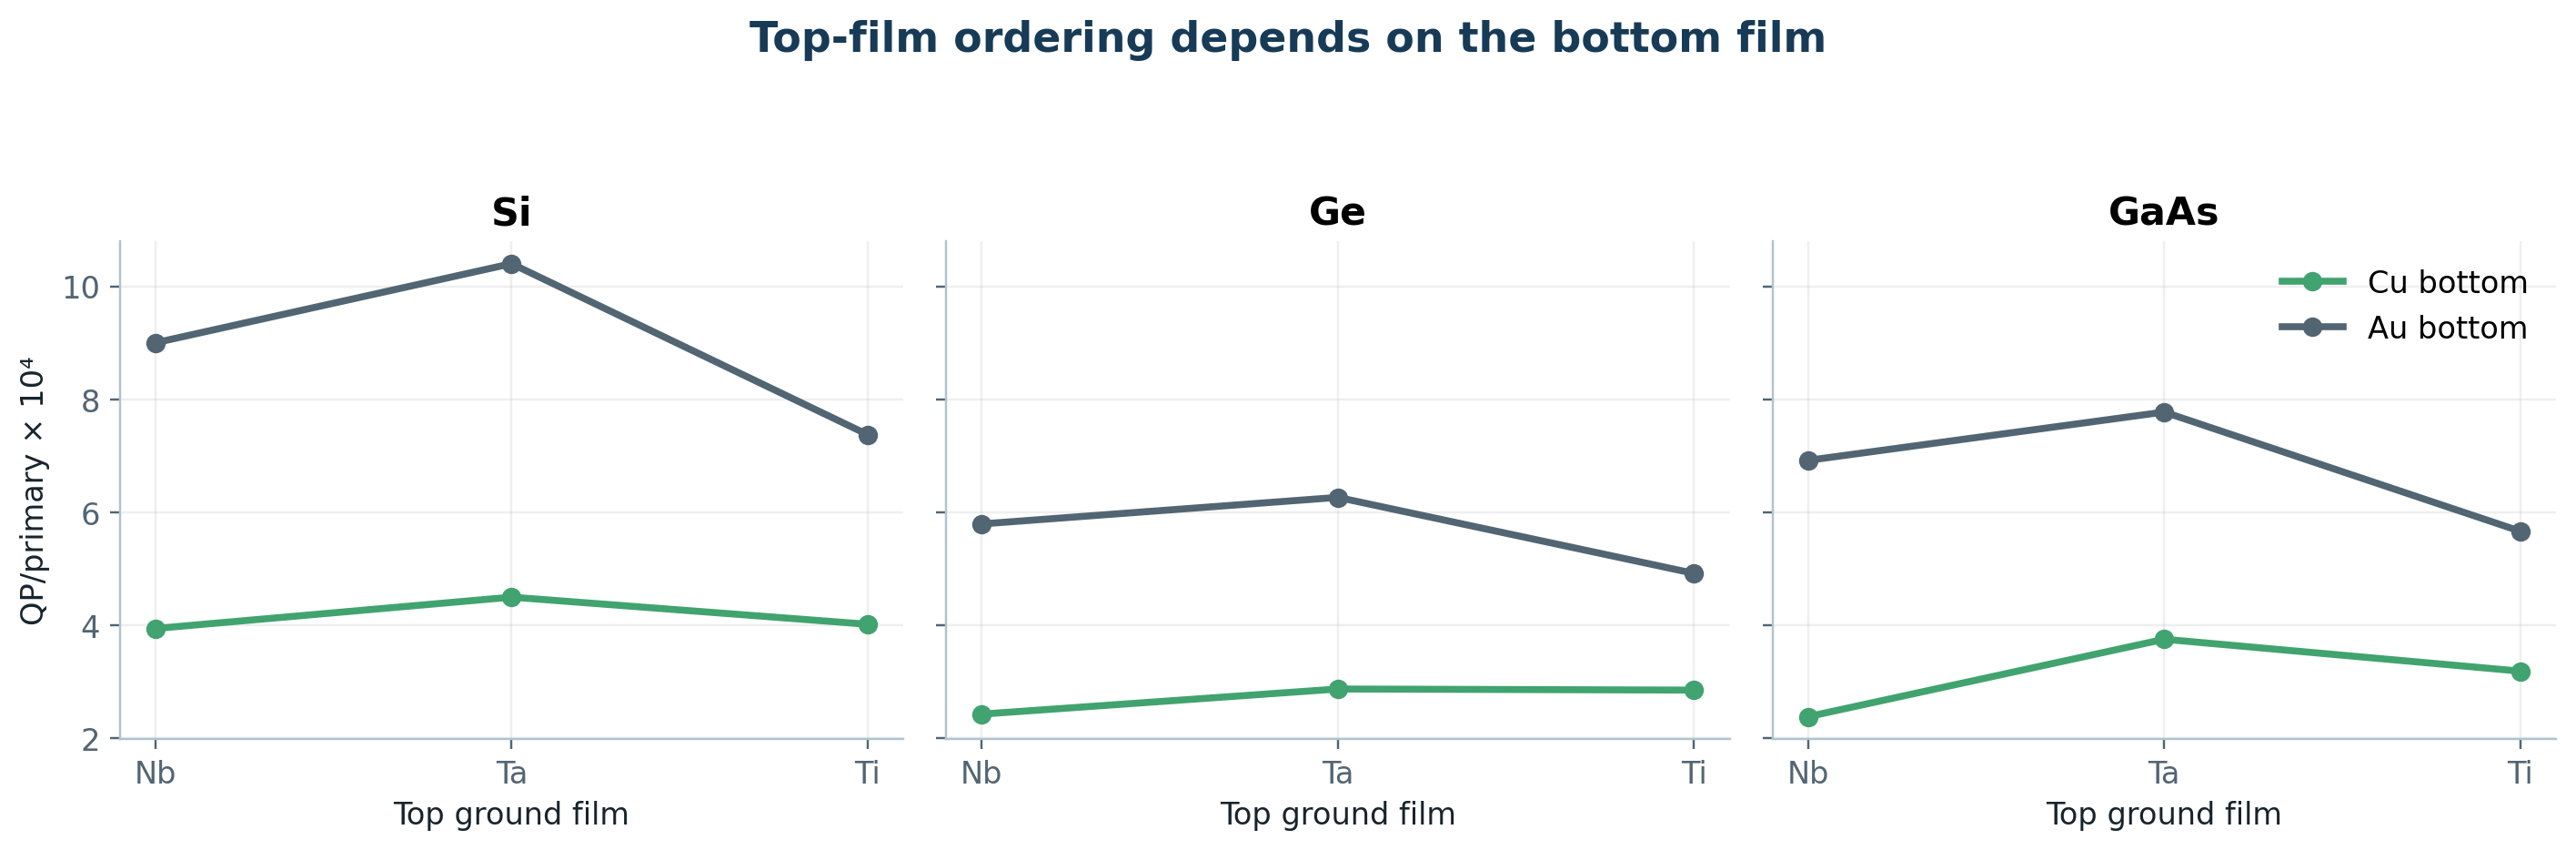 Top-film ordering depends on the bottom film
Si
Ge
GaAs
QP/primary × 10⁴
10
8
6
4
2
Cu bottom
Au bottom
Nb Ta Ti
Nb Ta Ti
Nb Ta Ti
Top ground film
Top ground film
Top ground film